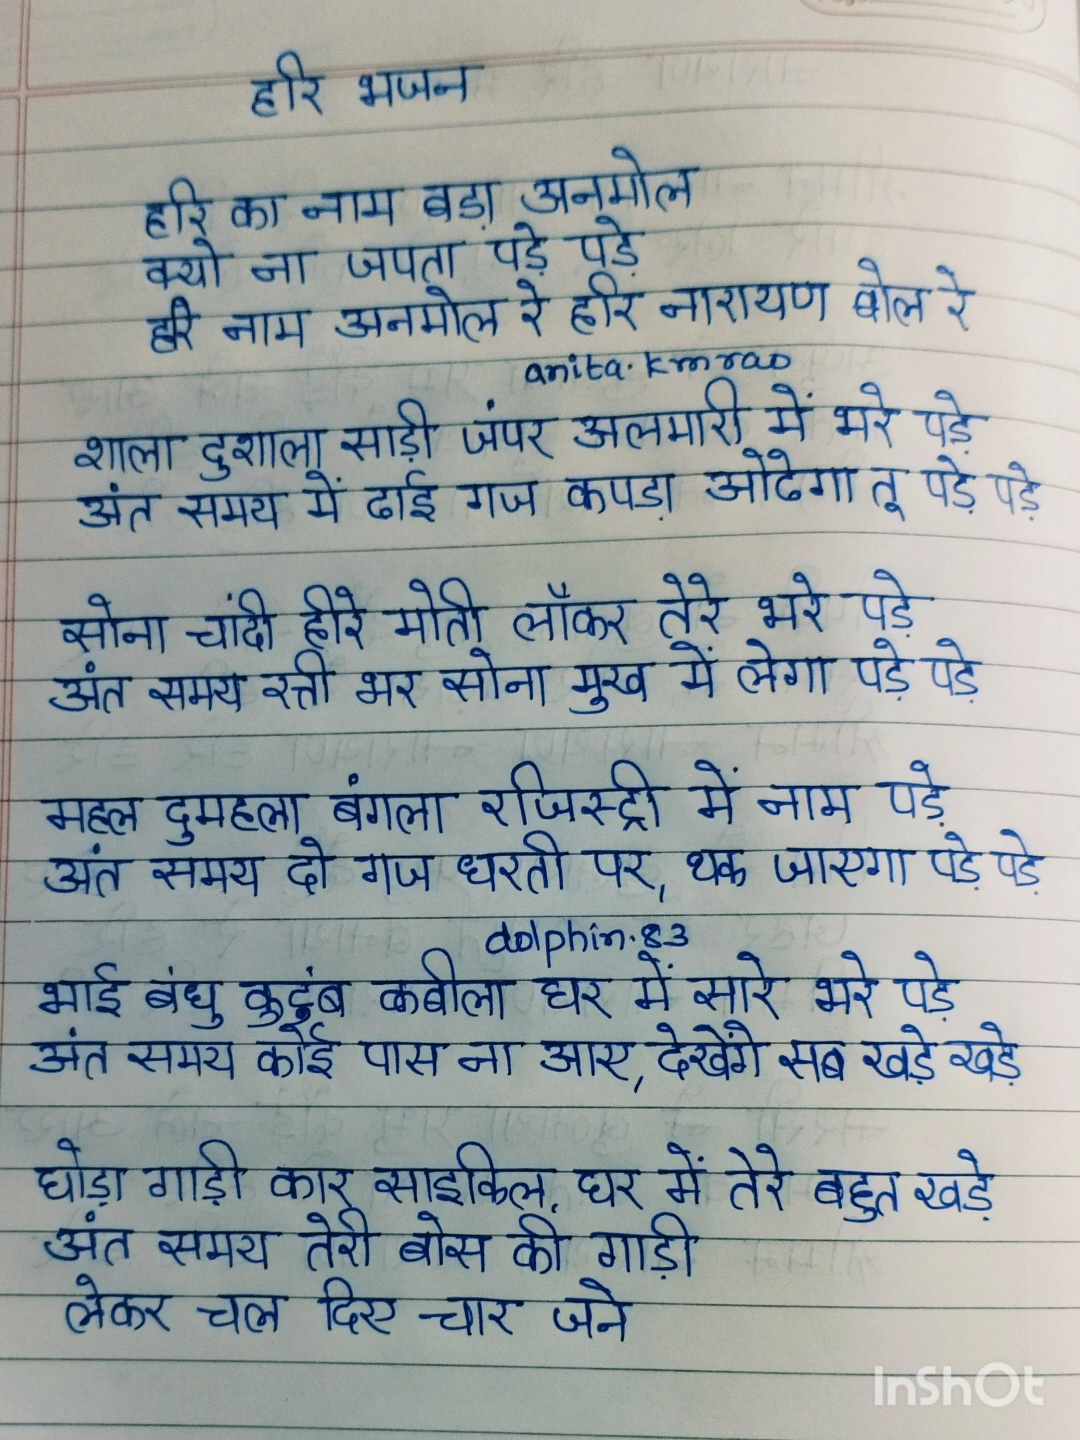 हरि भजन
हरि का नाम बडा अनमोल
क्यो ना जपता पड़े पड़े
हरि नाम अनमोल रे हरि नारायण बोल रे
anita.kmrao
शाला दुशाला साड़ी जंपर अलमारी में भरे पड़े
अंत समय में ढाई गज कपडा ओढेगा तू पड़े पड़े
सोना चांदी हीरे मोती लॉकर तेरे भरे पड़े
अंत समय रत्ती भर सोना मुख में लेगा पड़े पड़े
महल दुमहला बंगला रजिस्ट्री में नाम पड़े
अंत समय दो गज धरती पर, थक जाएगा पड़े पड़े
dolphin.83
भाई बंधु कुटुंब कबीला घर में सारे भरे पड़े
अंत समय कोई पास ना आए, देखेंगे सब खड़े खड़े
घोड़ा गाड़ी कार साइकिल, घर में तेरे बहुत खड़े
अंत समय तेरी बोस की गाड़ी
लेकर चल दिए चार जने
InShOt